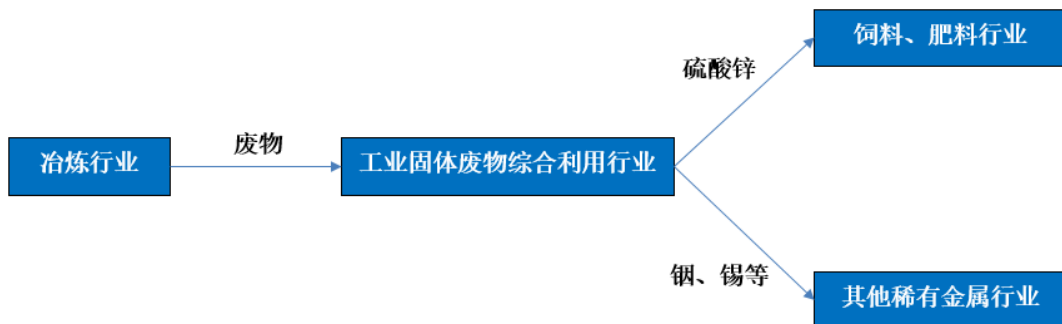 饲料、肥料行业
硫酸锌
废物
冶炼行业
工业固体废物综合利用行业
铟、锡等
其他稀有金属行业